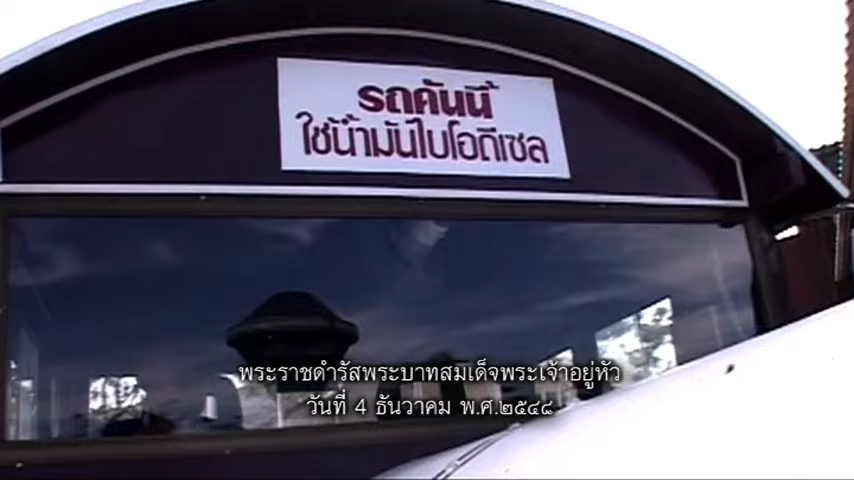 รถคันนี้
ใช้น้ำมันไบโอดีเซล
พระราชดำรัสพระบาทสมเด็จพระเจ้าอยู่หัว
วันที่ 4 ธันวาคม พ.ศ.๒๕๔๘